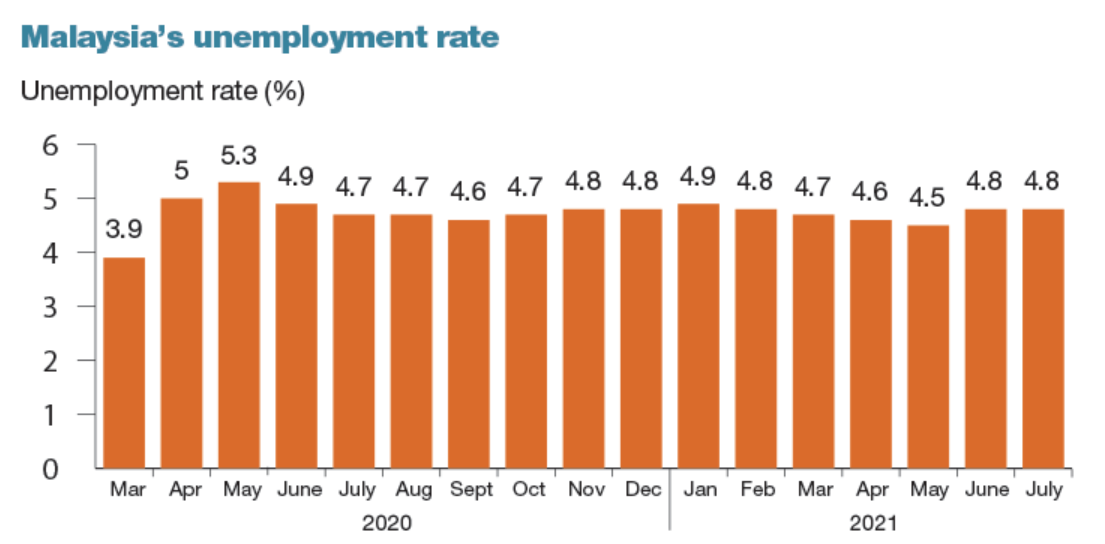 Malaysia’s unemployment rate
Unemployment rate (%)
6
5
4
3
2
1
0
3.9 5 5.3 4.9 4.7 4.7 4.6 4.7 4.8 4.8 4.9 4.8 4.7 4.6 4.5 4.8 4.8
Mar Apr May June July Aug Sept Oct Nov Dec Jan Feb Mar Apr May June July
2020 2021